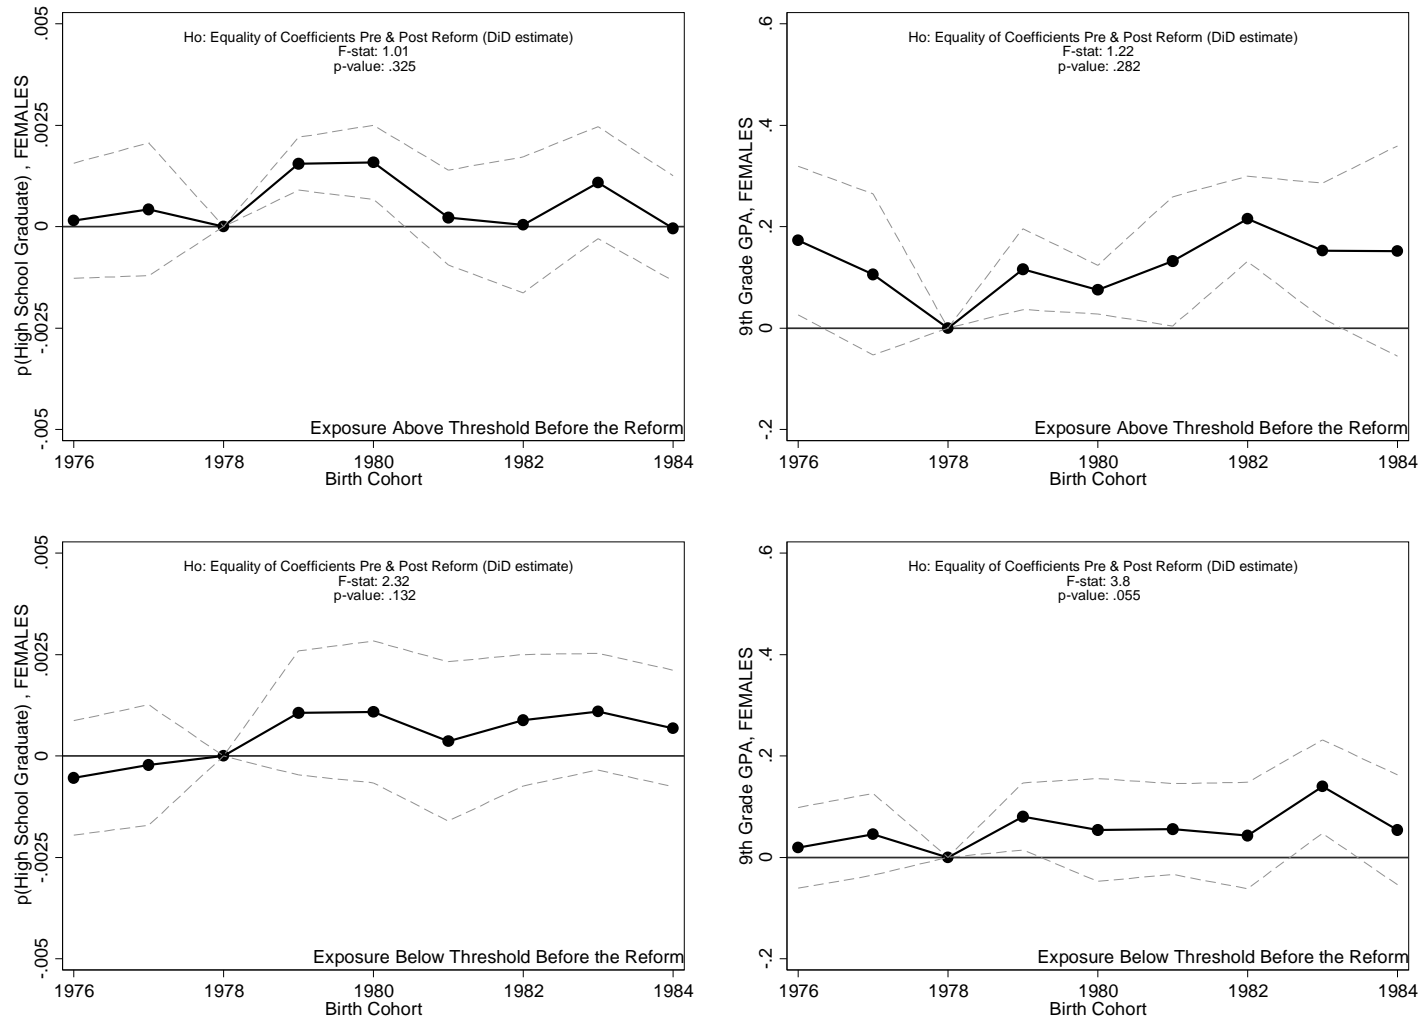 p(High School Graduate) , FEMALES
.005
.0025
0
-.0025
-.005
Ho: Equality of Coefficients Pre & Post Reform (DiD estimate)
F-stat: 1.01
p-value: .325
Exposure Above Threshold Before the Reform
1976 1978 1980 1982 1984
Birth Cohort
9th Grade GPA, FEMALES
.6
.4
.2
0
-.2
Ho: Equality of Coefficients Pre & Post Reform (DiD estimate)
F-stat: 1.22
p-value: .282
Exposure Above Threshold Before the Reform
1976 1978 1980 1982 1984
Birth Cohort
p(High School Graduate) , FEMALES
.005
.0025
0
-.0025
-.005
Ho: Equality of Coefficients Pre & Post Reform (DiD estimate)
F-stat: 2.32
p-value: .132
Exposure Below Threshold Before the Reform
1976 1978 1980 1982 1984
Birth Cohort
9th Grade GPA, FEMALES
.6
.4
.2
0
-.2
Ho: Equality of Coefficients Pre & Post Reform (DiD estimate)
F-stat: 3.8
p-value: .055
Exposure Below Threshold Before the Reform
1976 1978 1980 1982 1984
Birth Cohort